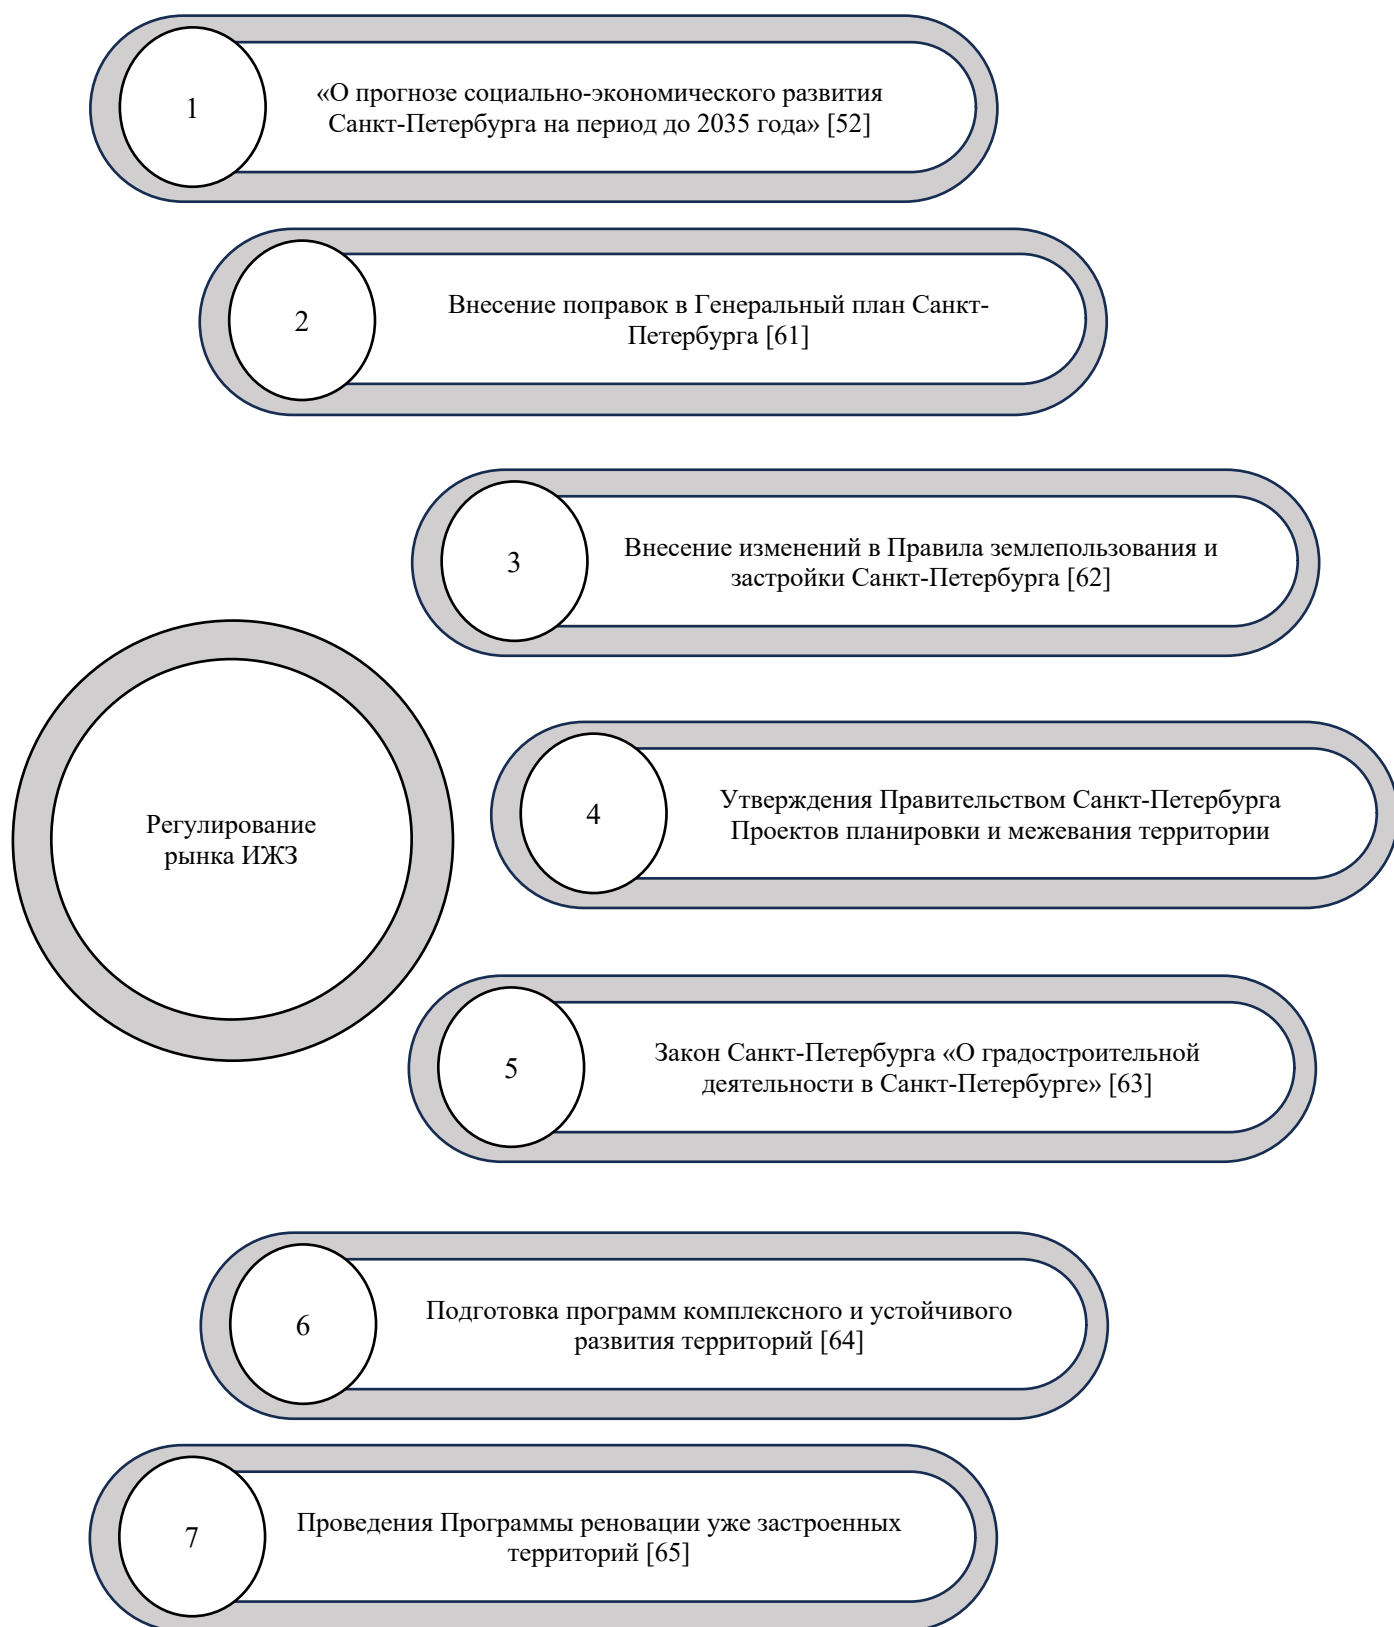 1
«О прогнозе социально-экономического развития
Санкт-Петербурга на период до 2035 года» [52]
2
Внесение поправок в Генеральный план Санкт-
Петербурга [61]
3
Внесение изменений в Правила землепользования и
застройки Санкт-Петербурга [62]
Регулирование
рынка ИЖЗ
4
Утверждения Правительством Санкт-Петербурга
Проектов планировки и межевания территории
5
Закон Санкт-Петербурга «О градостроительной
деятельности в Санкт-Петербурге» [63]
6
Подготовка программ комплексного и устойчивого
развития территорий [64]
7
Проведения Программы реновации уже застроенных
территорий [65]